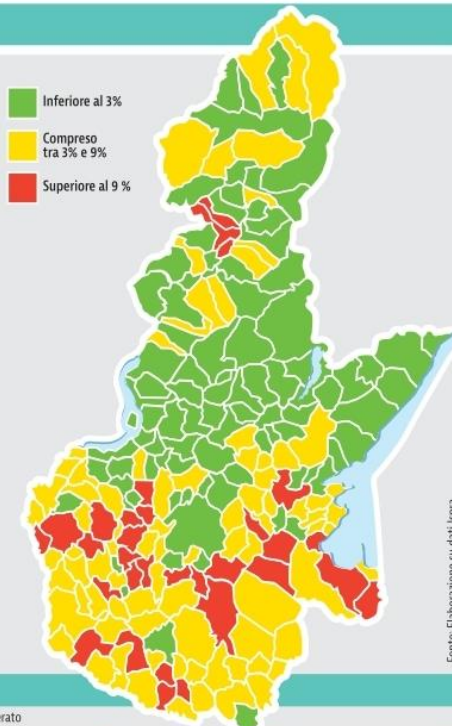 Inferiore al 3%
Compreso
tra 3% e 9%
Superiore al 9 %
Fonte: Elaborazione su dati Ispra
erato